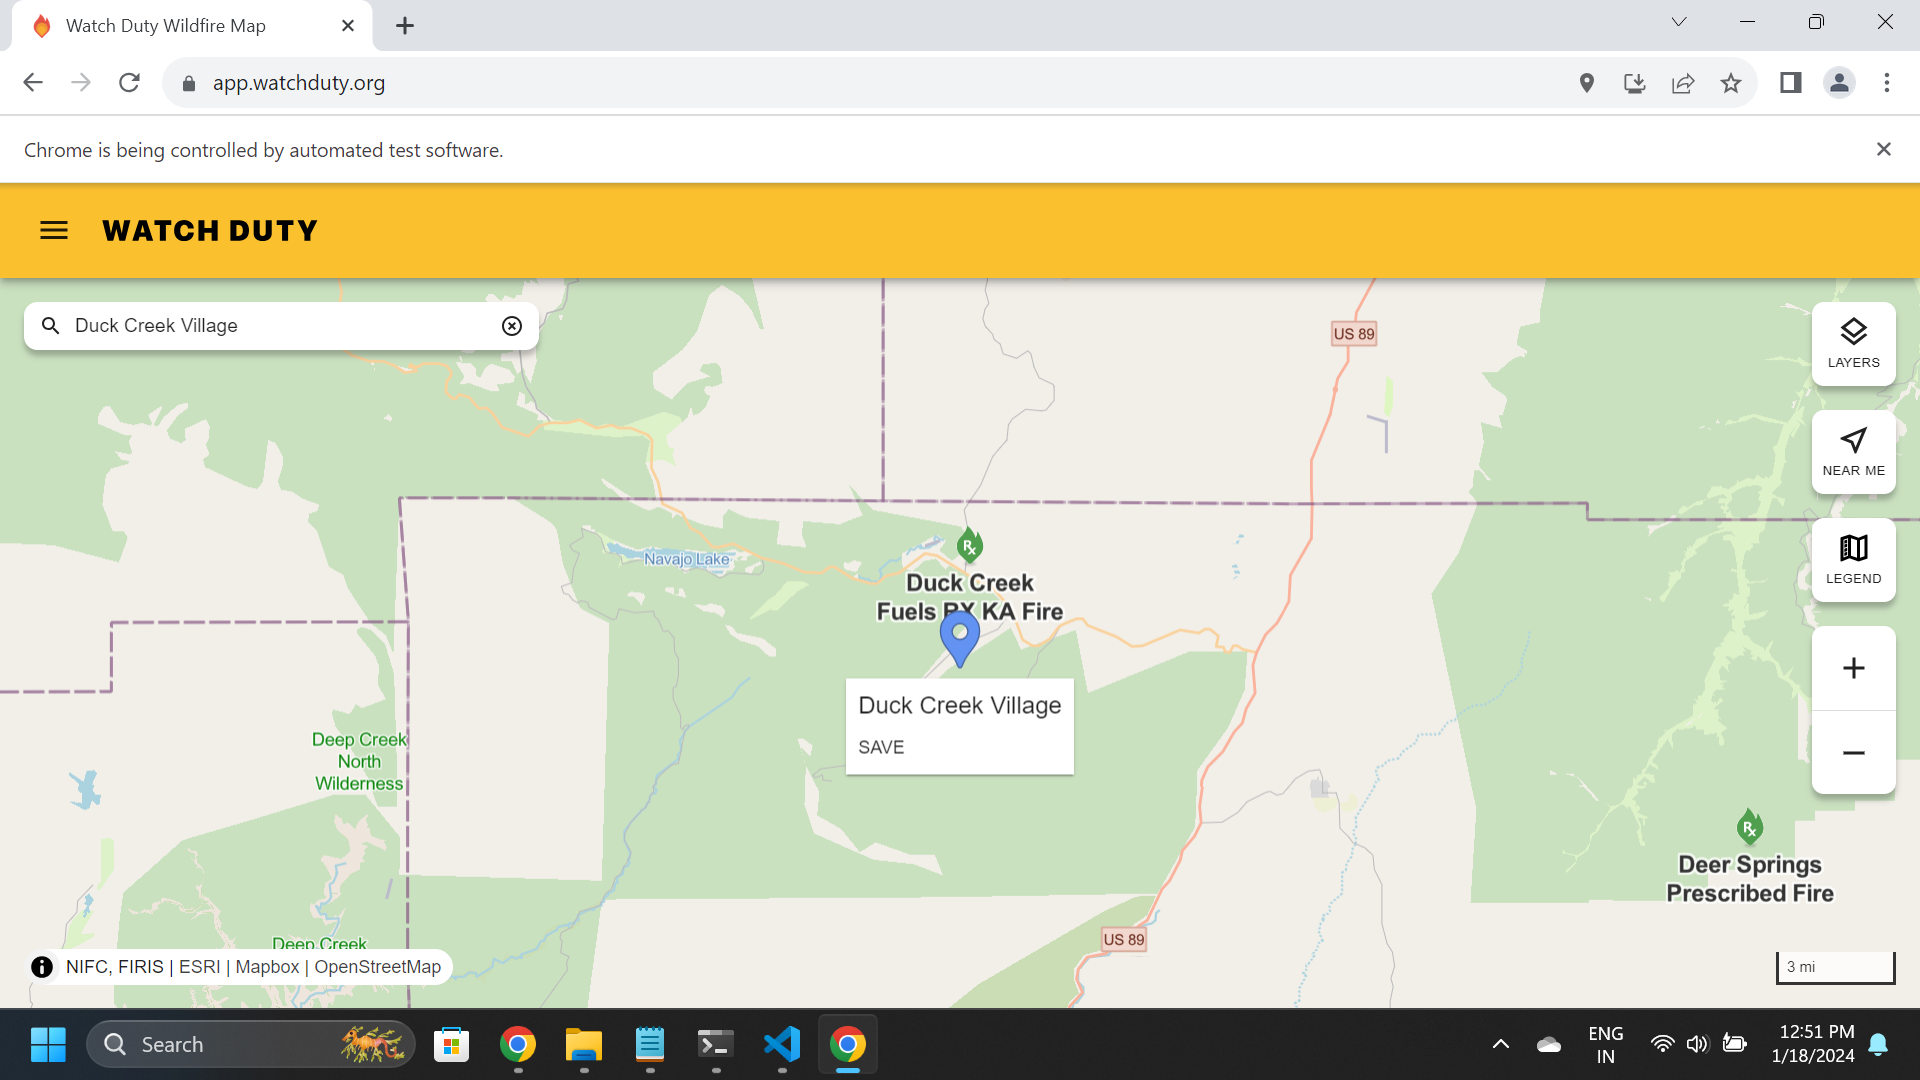 Watch Duty Wildfire Map
app.watchduty.org
Chrome is being controlled by automated test software.
WATCH DUTY
Duck Creek Village
US 89
LAYERS
NEAR ME
Navajo Lake
Rx
Duck Creek
Fuels RX KA Fire
LEGEND
Duck Creek Village
SAVE
Deep Creek
North
Wilderness
Rx
Deer Springs
Prescribed Fire
US 89
Deep Creek
NIFC, FIRIS | ESRI | Mapbox | OpenStreetMap
3 mi
Search
ENG
IN
12:51 PM
1/18/2024